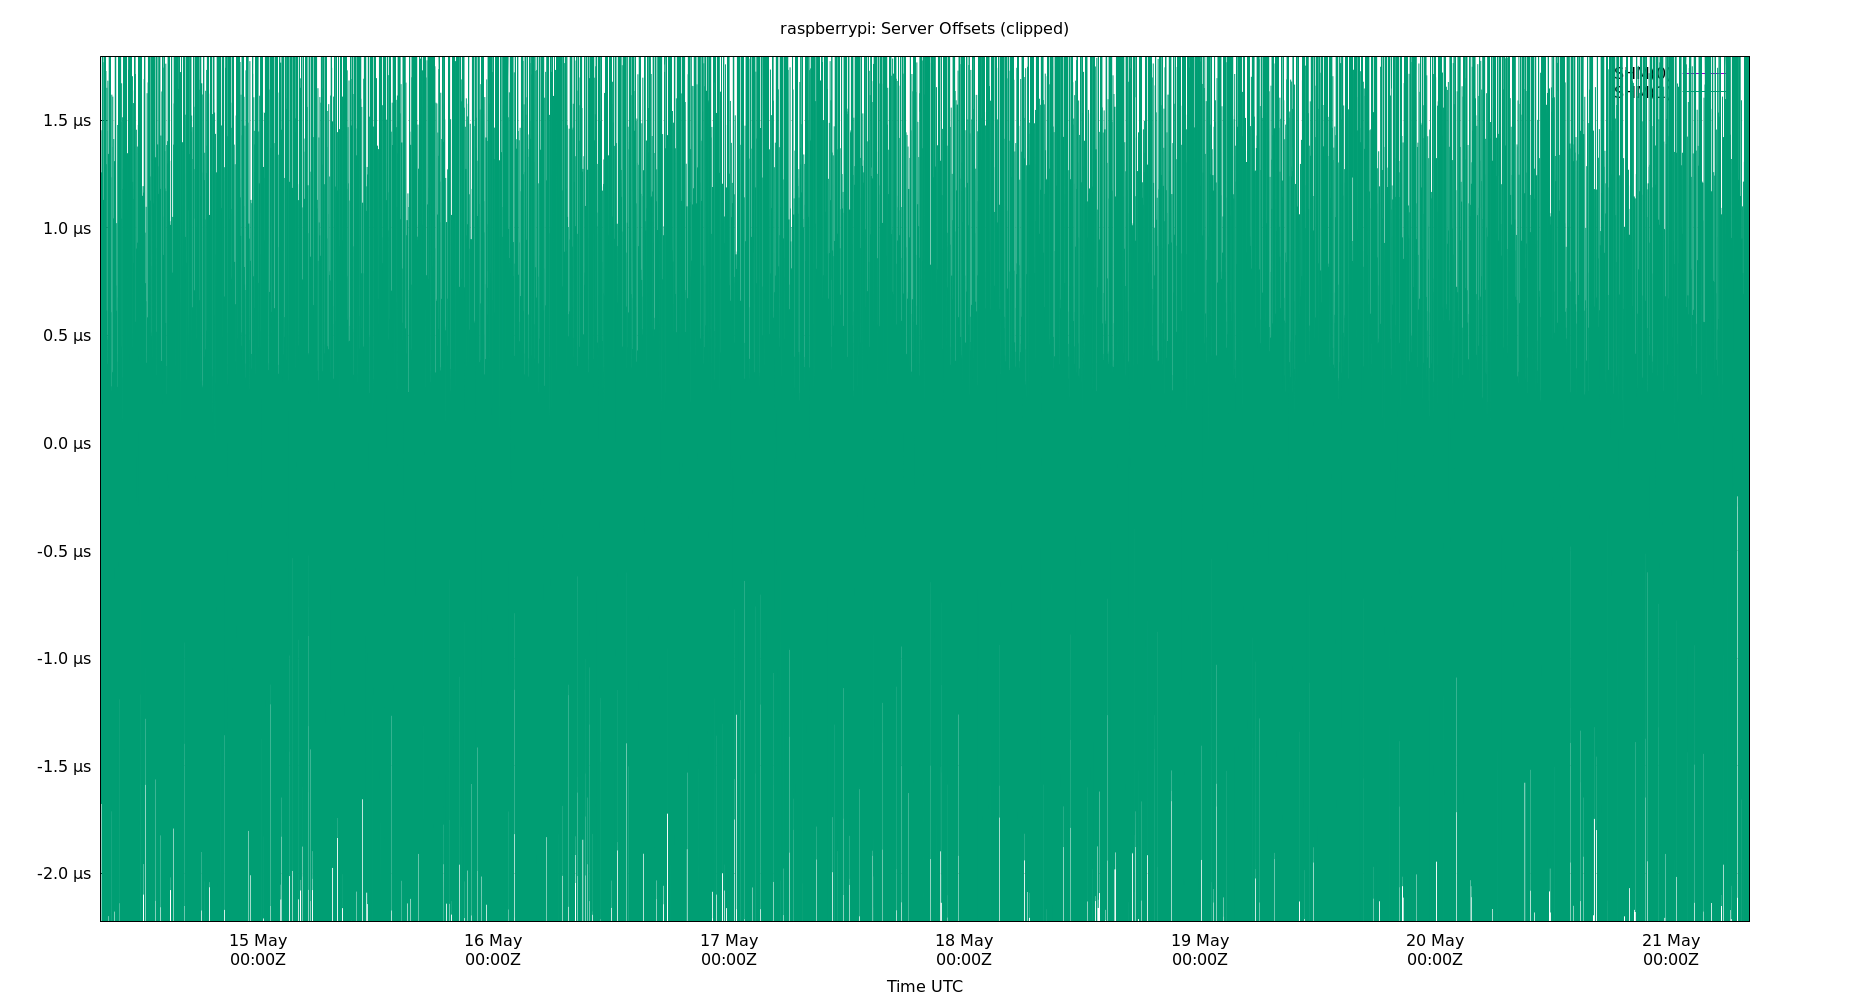 raspberrypi: Server Offsets (clipped)
1.5 µs
1.0 µs
0.5 µs
0.0 µs
-0.5 µs
-1.0 µs
-1.5 µs
-2.0 µs
15 May
00:00Z
16 May
00:00Z
17 May
00:00Z
18 May
00:00Z
19 May
00:00Z
20 May
00:00Z
21 May
00:00Z
Time UTC